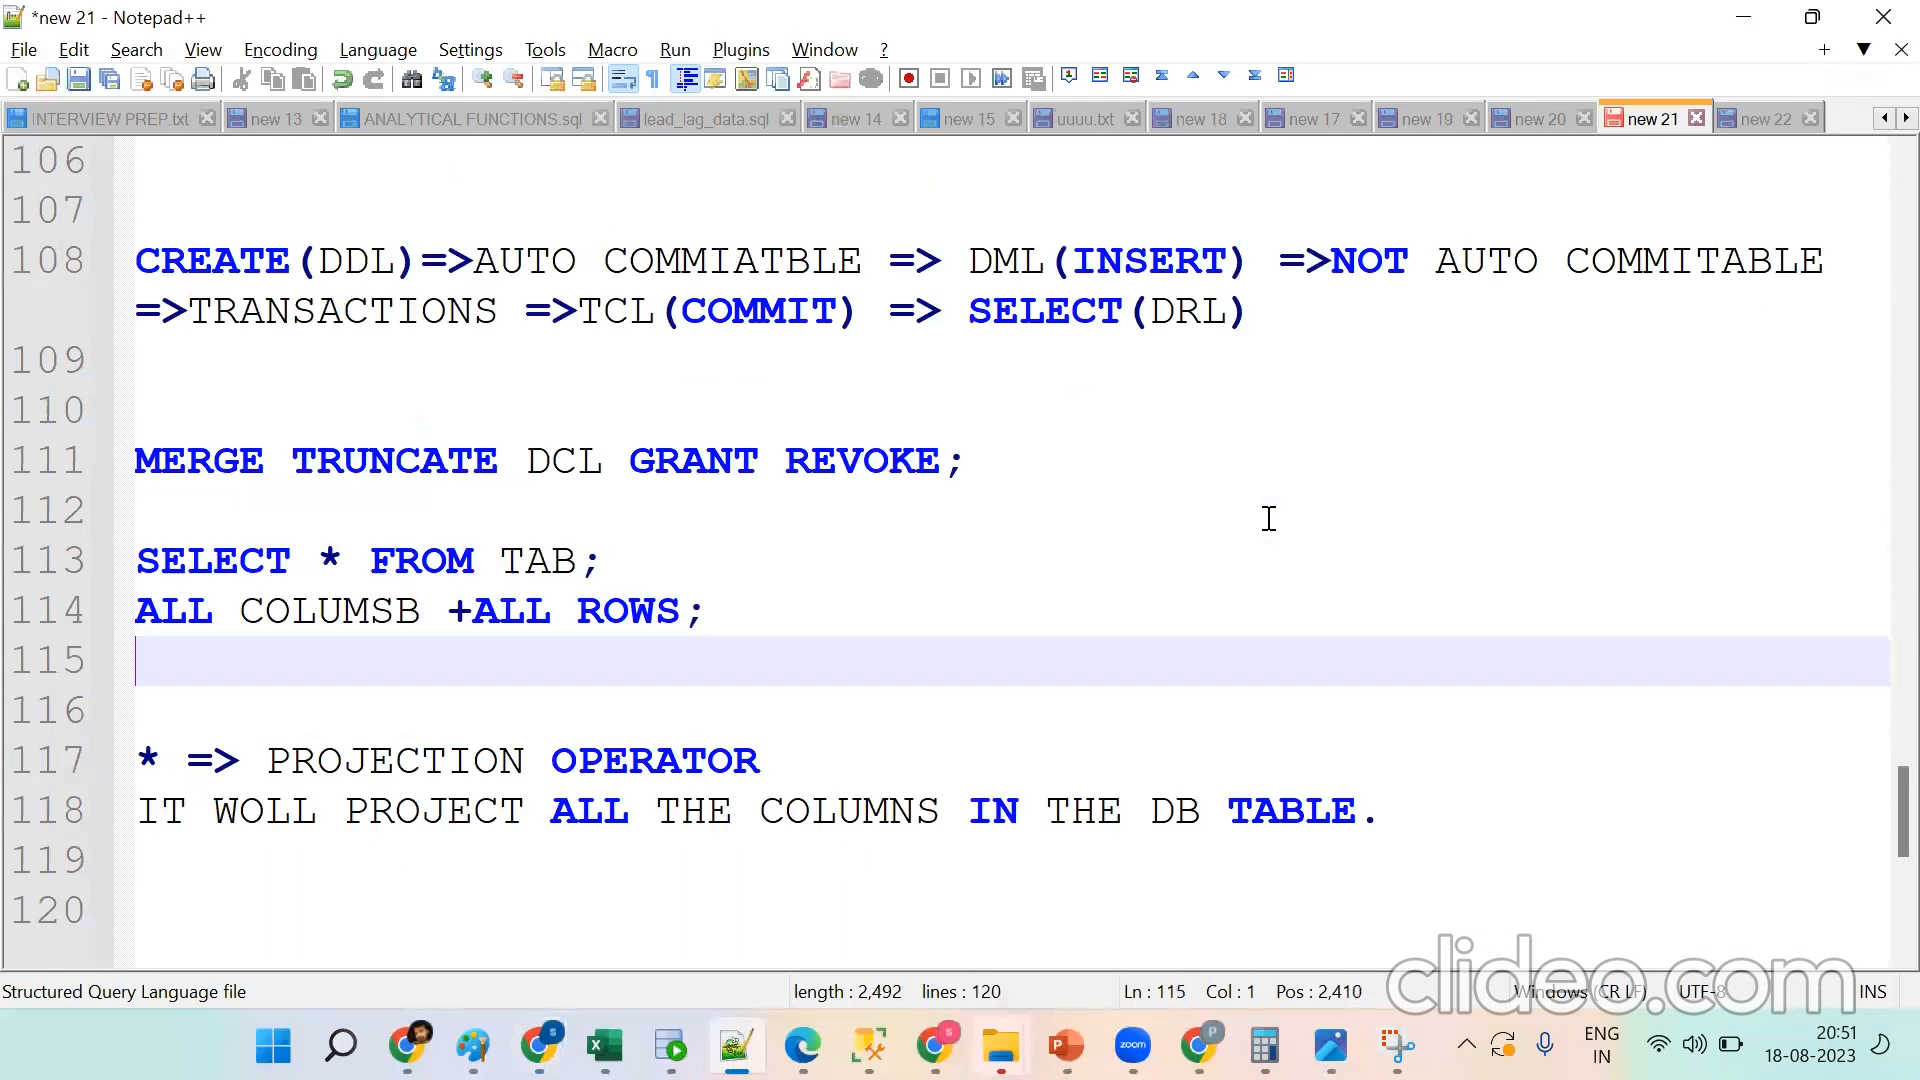 *new 21 - Notepad++
File Edit Search View Encoding Language Settings Tools Macro Run Plugins Window ?
INTERVIEW PREP.txt new 13 ANALYTICAL FUNCTIONS.sql lead_lag_data.sql new 14 new 15 uuuu.txt new 18 new 17 new 19 new 20 new 21 new 22
106
107
108 CREATE(DDL)=>AUTO COMMIATBLE => DML(INSERT) =>NOT AUTO COMMITABLE
=>TRANSACTIONS =>TCL(COMMIT) => SELECT(DRL)
109
110
111 MERGE TRUNCATE DCL GRANT REVOKE;
112
113 SELECT * FROM TAB;
114 ALL COLUMSB +ALL ROWS;
115
116
117 * => PROJECTION OPERATOR
118 IT WOLL PROJECT ALL THE COLUMNS IN THE DB TABLE.
119
120
clideo.com
Structured Query Language file length : 2,492 lines : 120 Ln : 115 Col : 1 Pos : 2,410 Windows (CR LF) UTF-8 INS
zoom
ENG 20:51
IN 18-08-2023